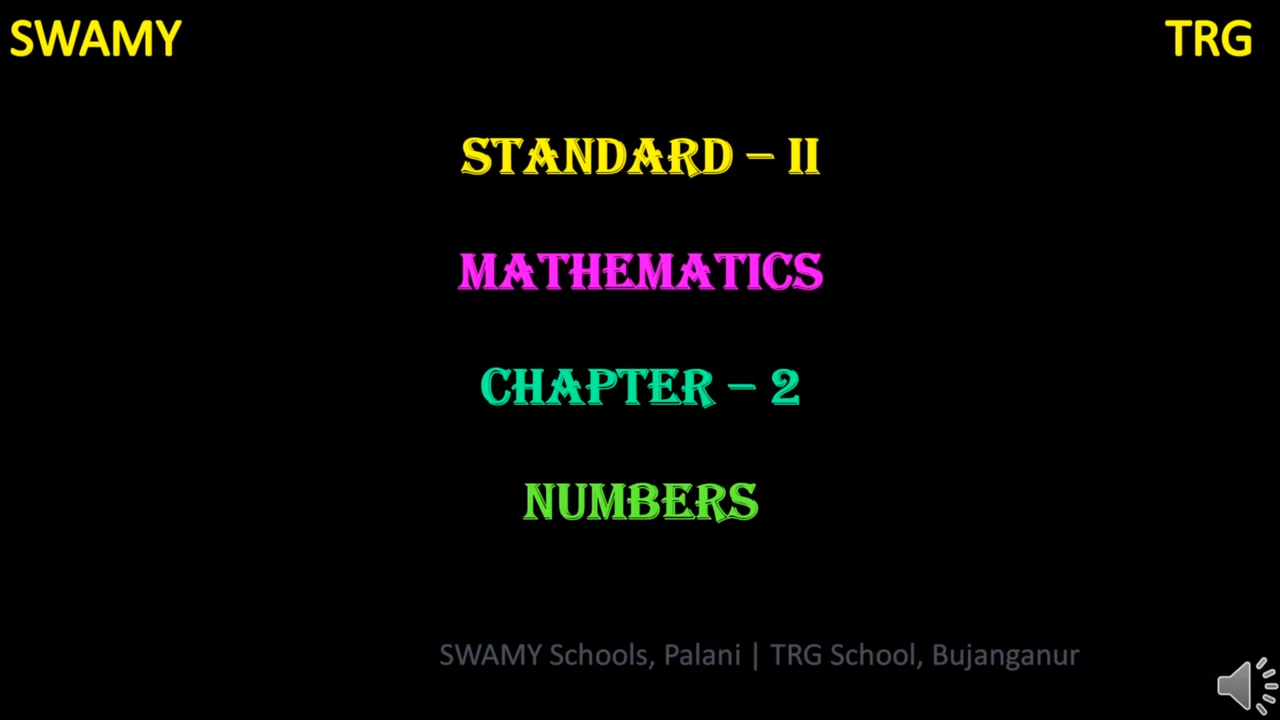 SWAMY TRG
STANDARD – II
MATHEMATICS
CHAPTER – 2
NUMBERS
SWAMY Schools, Palani | TRG School, Bujanganur